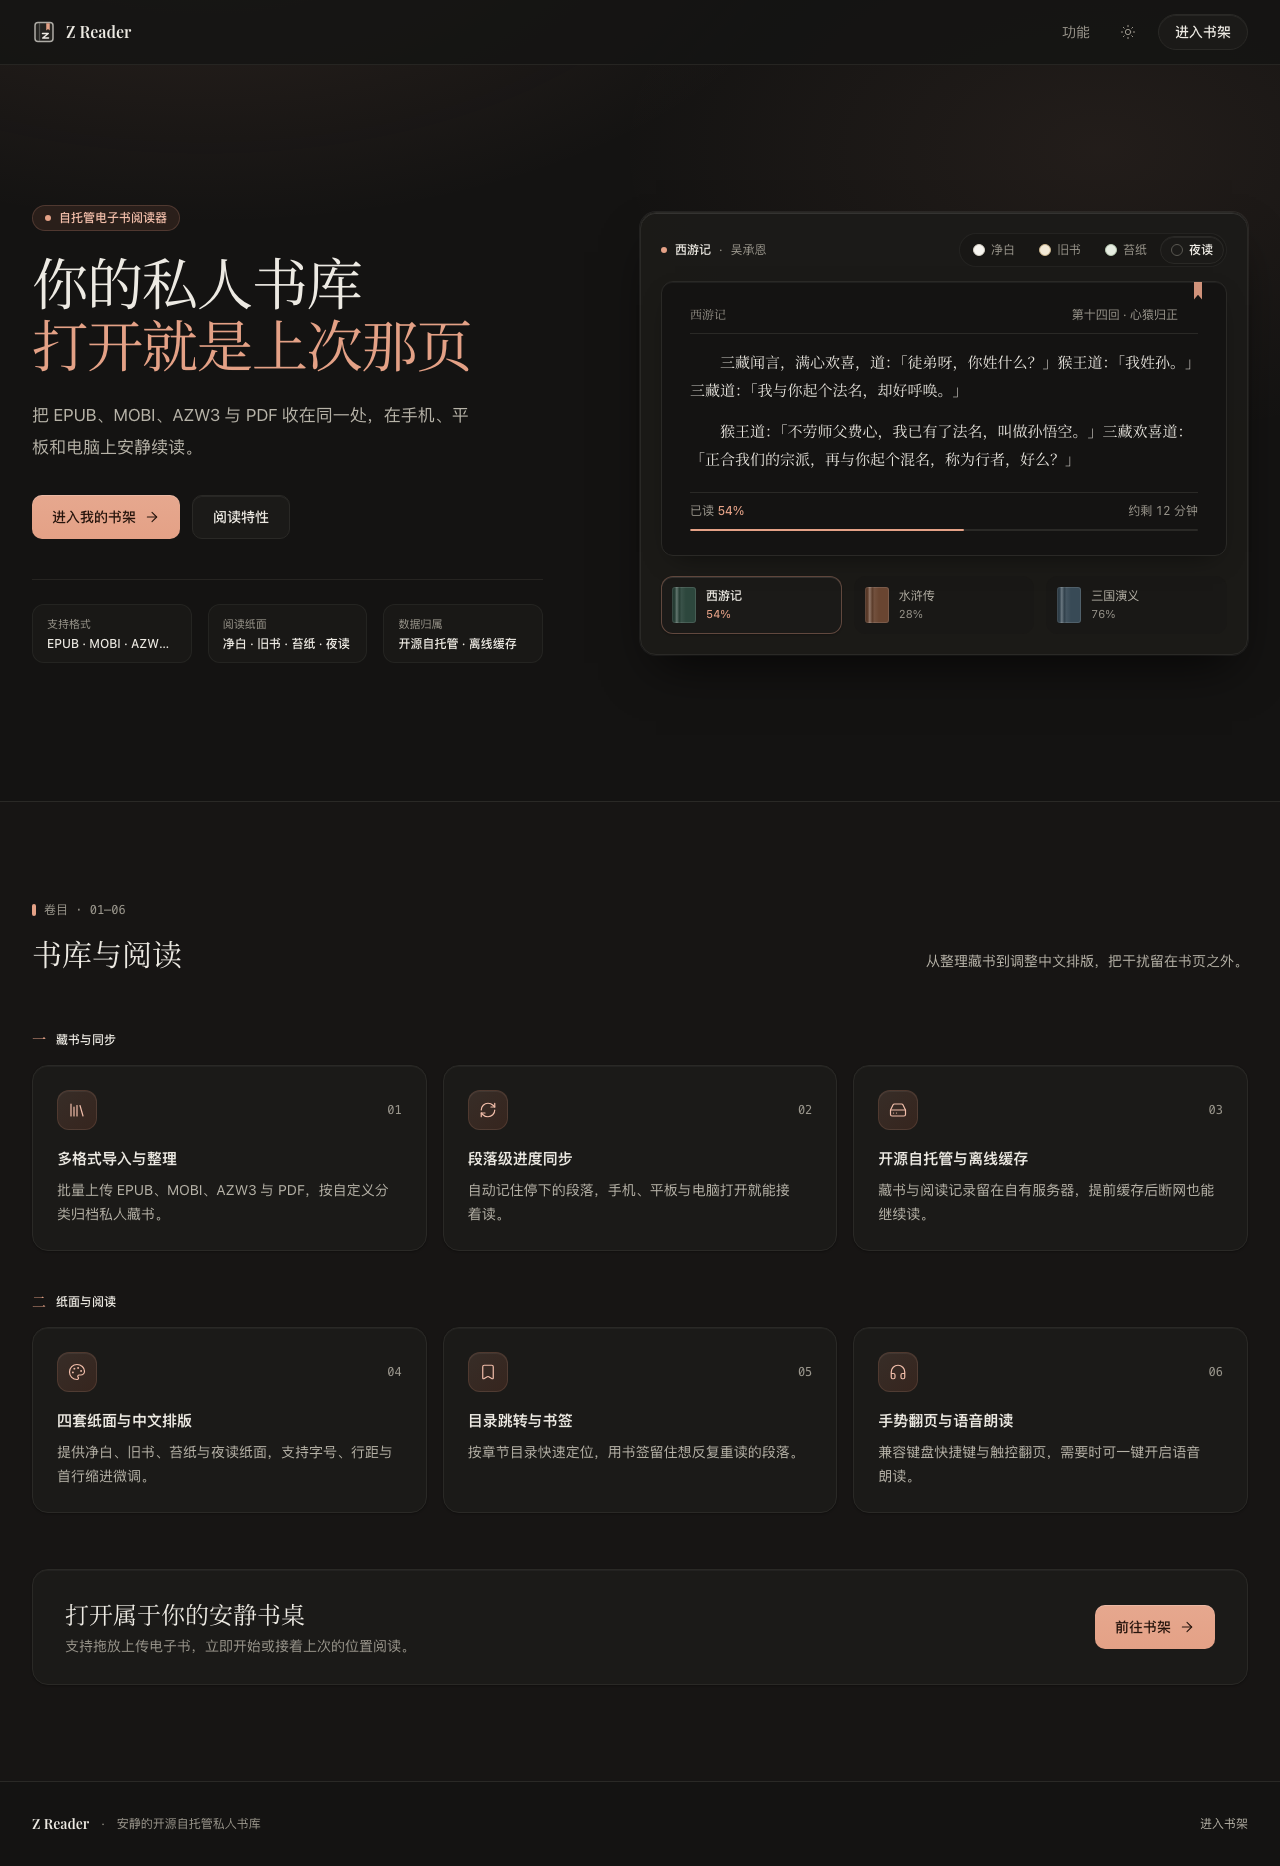 Z Reader
功能
进入书架
自托管电子书阅读器
你的私人书库
打开就是上次那页
把 EPUB、MOBI、AZW3 与 PDF 收在同一处，在手机、平
板和电脑上安静续读。
进入我的书架
阅读特性
支持格式
EPUB · MOBI · AZW...
阅读纸面
净白 · 旧书 · 苔纸 · 夜读
数据归属
开源自托管 · 离线缓存
西游记 · 吴承恩
净白
旧书
苔纸
夜读
西游记
第十四回 · 心猿归正
三藏闻言，满心欢喜，道：「徒弟呀，你姓什么？」猴王道：「我姓孙。」
三藏道：「我与你起个法名，却好呼唤。」
猴王道：「不劳师父费心，我已有了法名，叫做孙悟空。」三藏欢喜道：
「正合我们的宗派，再与你起个混名，称为行者，好么？」
已读 54%
约剩 12 分钟
西游记
54%
水浒传
28%
三国演义
76%
卷目 · 01—06
书库与阅读
从整理藏书到调整中文排版，把干扰留在书页之外。
一 藏书与同步
01
多格式导入与整理
批量上传 EPUB、MOBI、AZW3 与 PDF，按自定义分
类归档私人藏书。
02
段落级进度同步
自动记住停下的段落，手机、平板与电脑打开就能接
着读。
03
开源自托管与离线缓存
藏书与阅读记录留在自有服务器，提前缓存后断网也能
继续读。
二 纸面与阅读
04
四套纸面与中文排版
提供净白、旧书、苔纸与夜读纸面，支持字号、行距与
首行缩进微调。
05
目录跳转与书签
按章节目录快速定位，用书签留住想反复重读的段落。
06
手势翻页与语音朗读
兼容键盘快捷键与触控翻页，需要时可一键开启语音
朗读。
打开属于你的安静书桌
支持拖放上传电子书，立即开始或接着上次的位置阅读。
前往书架
Z Reader · 安静的开源自托管私人书库
进入书架